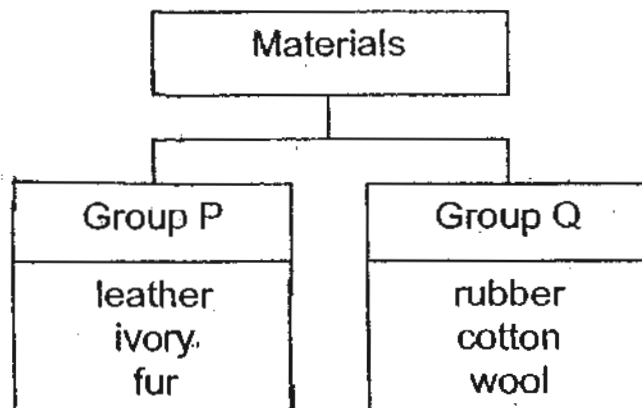 Materials
Group P
leather
ivory
fur
Group Q
rubber
cotton
wool